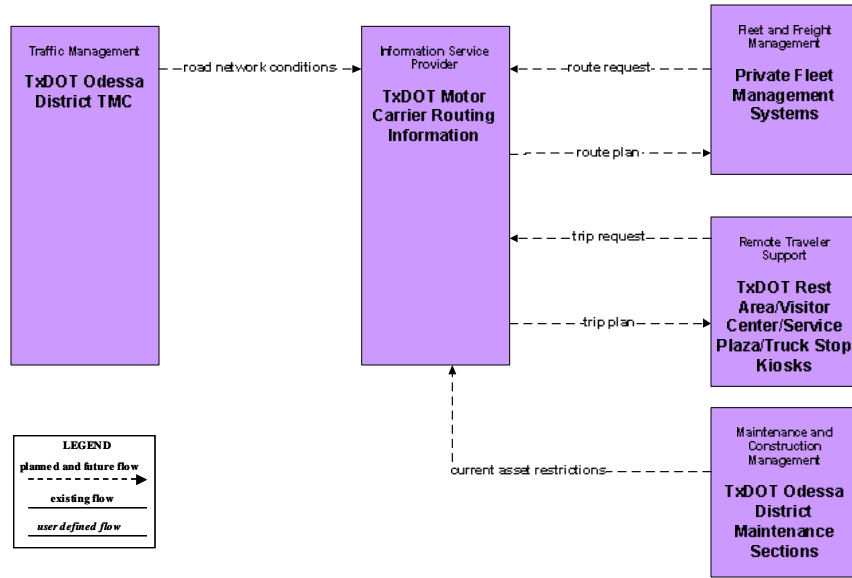 Traffic Management
TxDOT Odessa
District TMC
road network conditions
Information Service
Provider
TxDOT Motor
Carrier Routing
Information
route request
route plan
trip request
trip plan
current asset restrictions
Fleet and Freight
Management
Private Fleet
Management
Systems
Remote Traveler
Support
TxDOT Rest
Area/Visitor
Center/Service
Plaza/Truck Stop
Kiosks
Maintenance and
Construction
Management
TxDOT Odessa
District
Maintenance
Sections
LEGEND
planned and future flow
existing flow
user defined flow